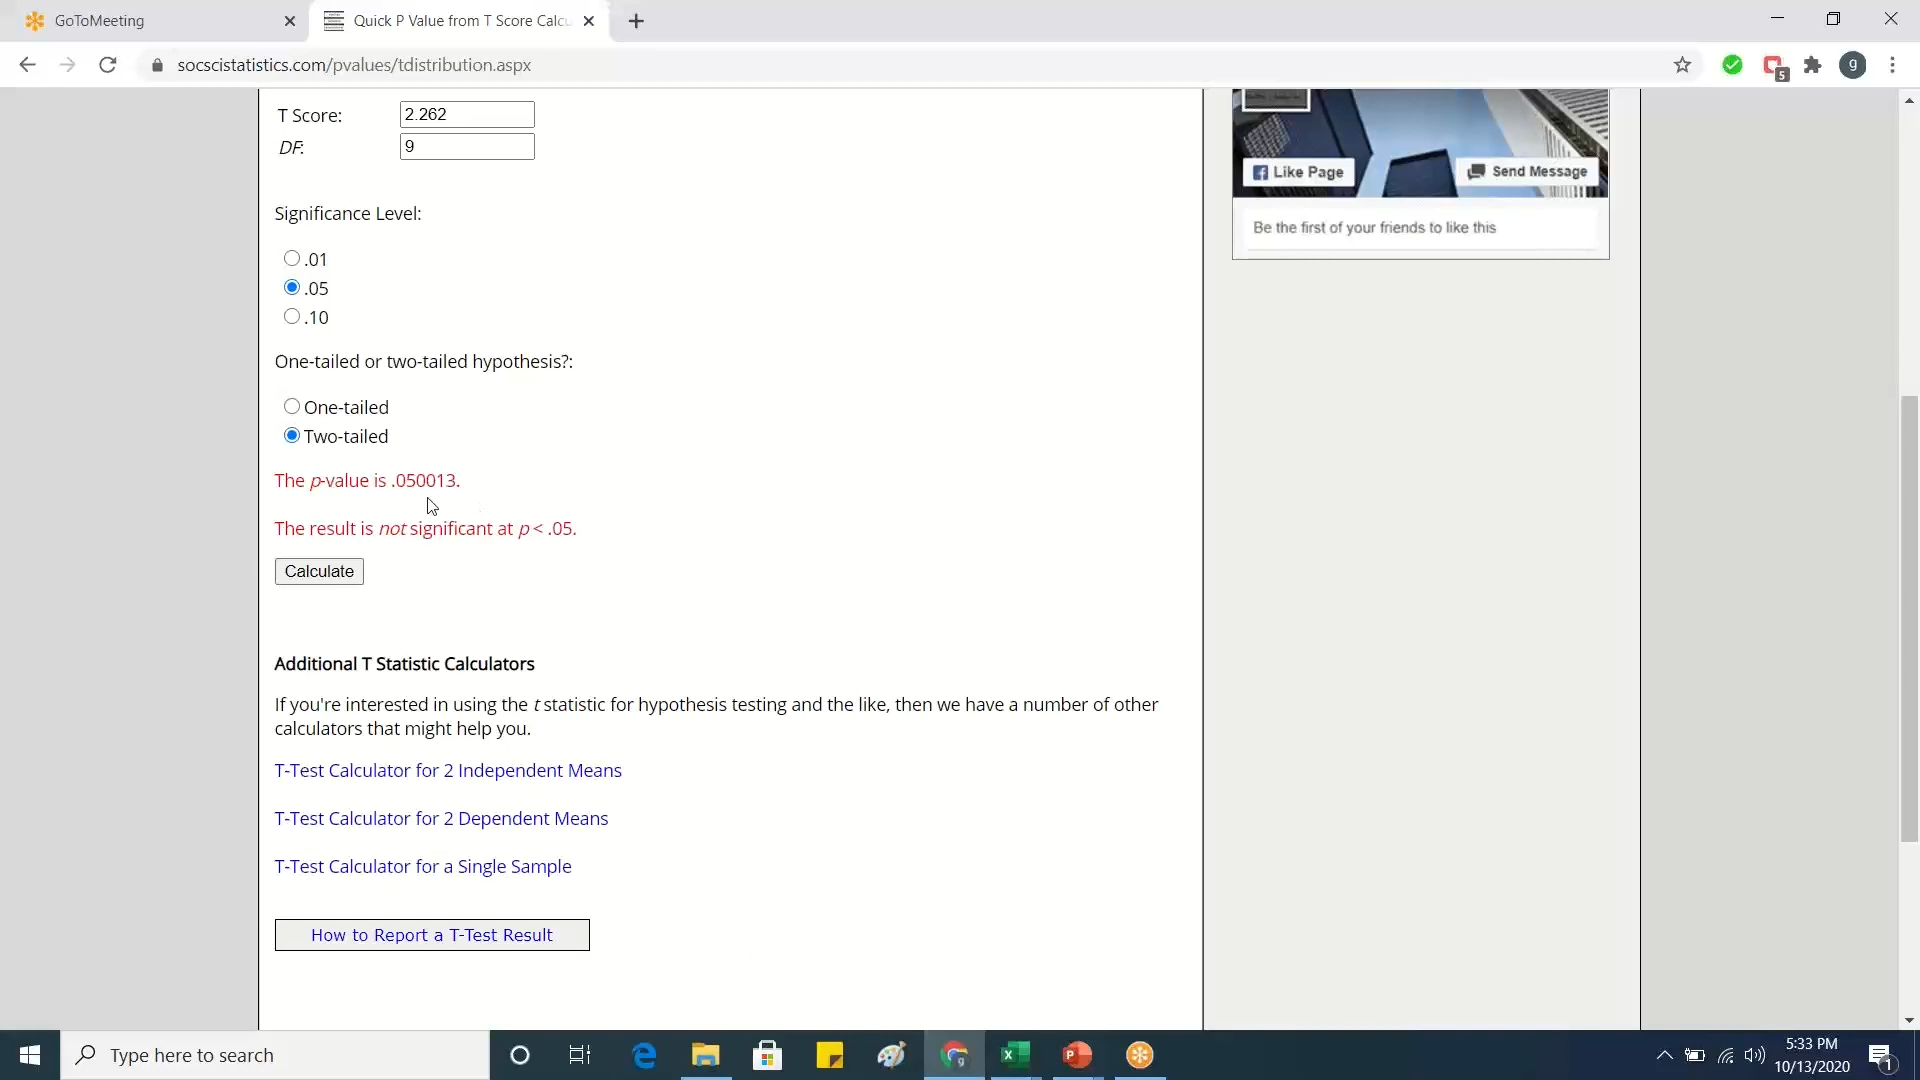 GoToMeeting
Quick P Value from T Score Calcu
socscistatistics.com/pvalues/tdistribution.aspx
5
g
T Score:
2.262
DF:
9
Like Page
Send Message
Be the first of your friends to like this
Significance Level:
.01
.05
.10
One-tailed or two-tailed hypothesis?:
One-tailed
Two-tailed
The p-value is .050013.
The result is not significant at p < .05.
Calculate
Additional T Statistic Calculators
If you're interested in using the t statistic for hypothesis testing and the like, then we have a number of other
calculators that might help you.
T-Test Calculator for 2 Independent Means
T-Test Calculator for 2 Dependent Means
T-Test Calculator for a Single Sample
How to Report a T-Test Result
Type here to search
5:33 PM
10/13/2020
1